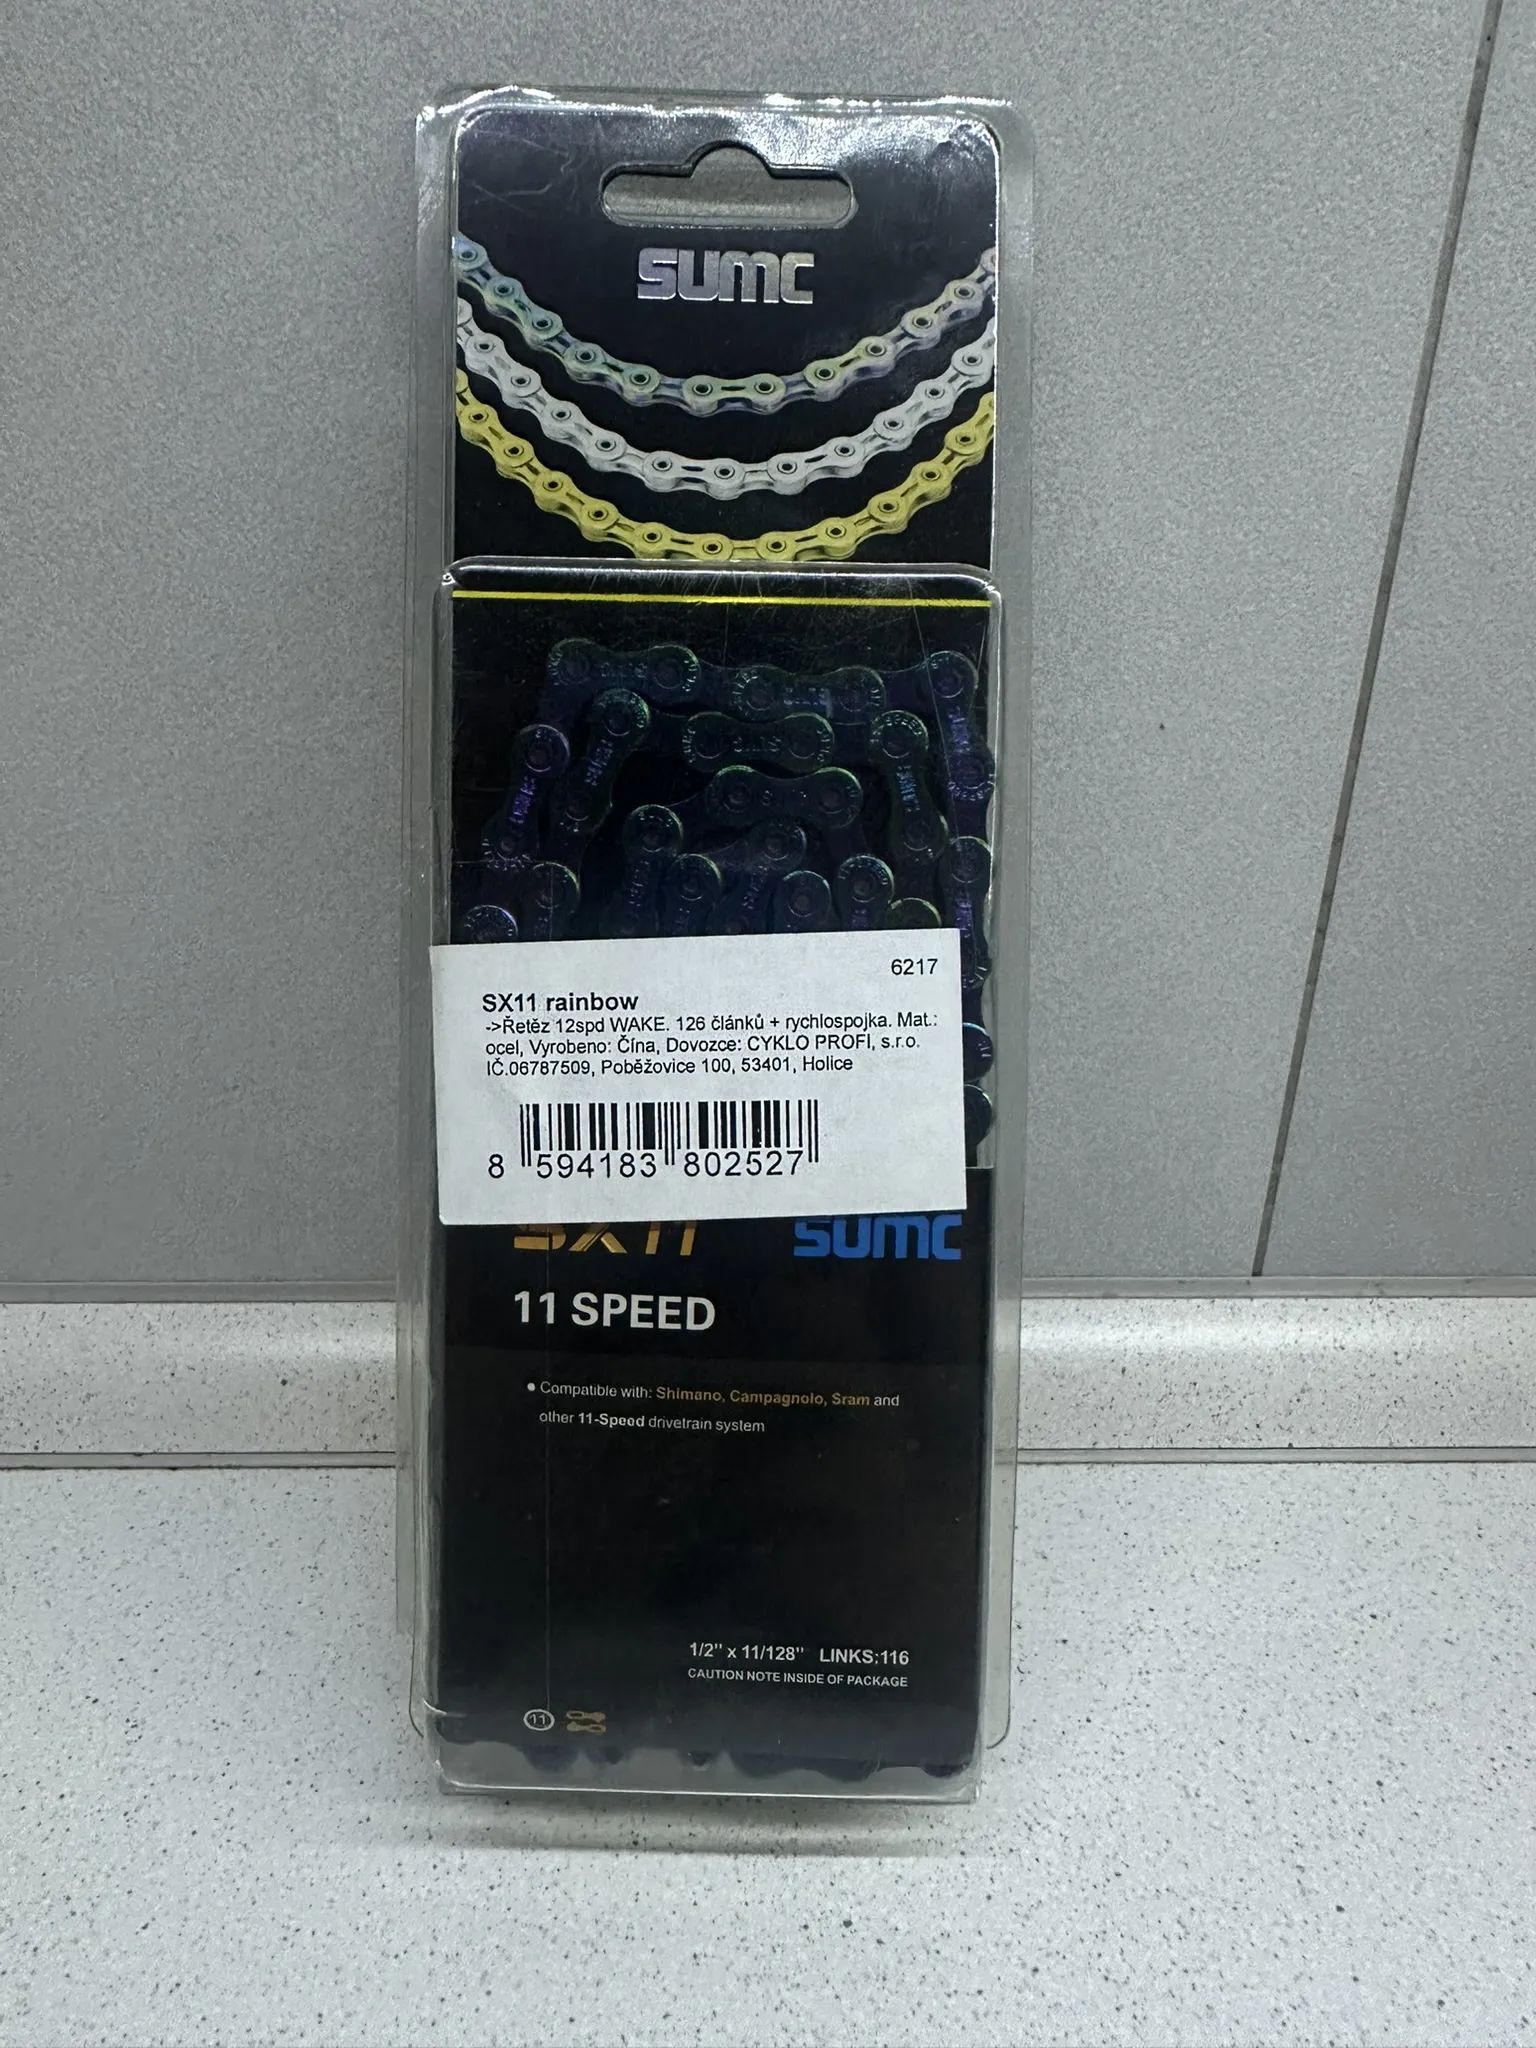 SUMC
6217
SX11 rainbow
->Řetěz 12spd WAKE. 126 článků + rychlospojka. Mat.:
ocel, Vyrobeno: Čína, Dovozce: CYKLO PROFI, s.r.o.
IČ.06787509, Poběžovice 100, 53401, Holice
8 594183 802527
SX11 SUMC
11 SPEED
• Compatible with: Shimano, Campagnolo, Sram and
other 11-Speed drivetrain system
1/2" x 11/128" LINKS:116
CAUTION NOTE INSIDE OF PACKAGE
11